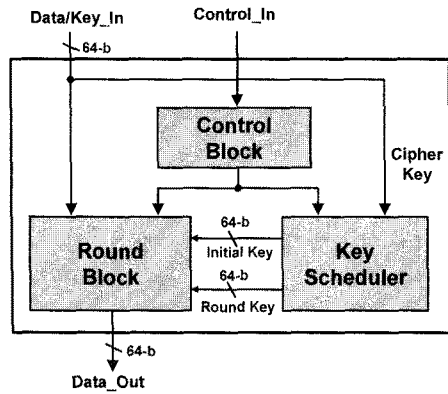 Data/Key_In
Control_In
64-b
Control
Block
Cipher
Key
64-b
Initial Key
Round
Block
Key
Scheduler
64-b
Round Key
64-b
Data_Out